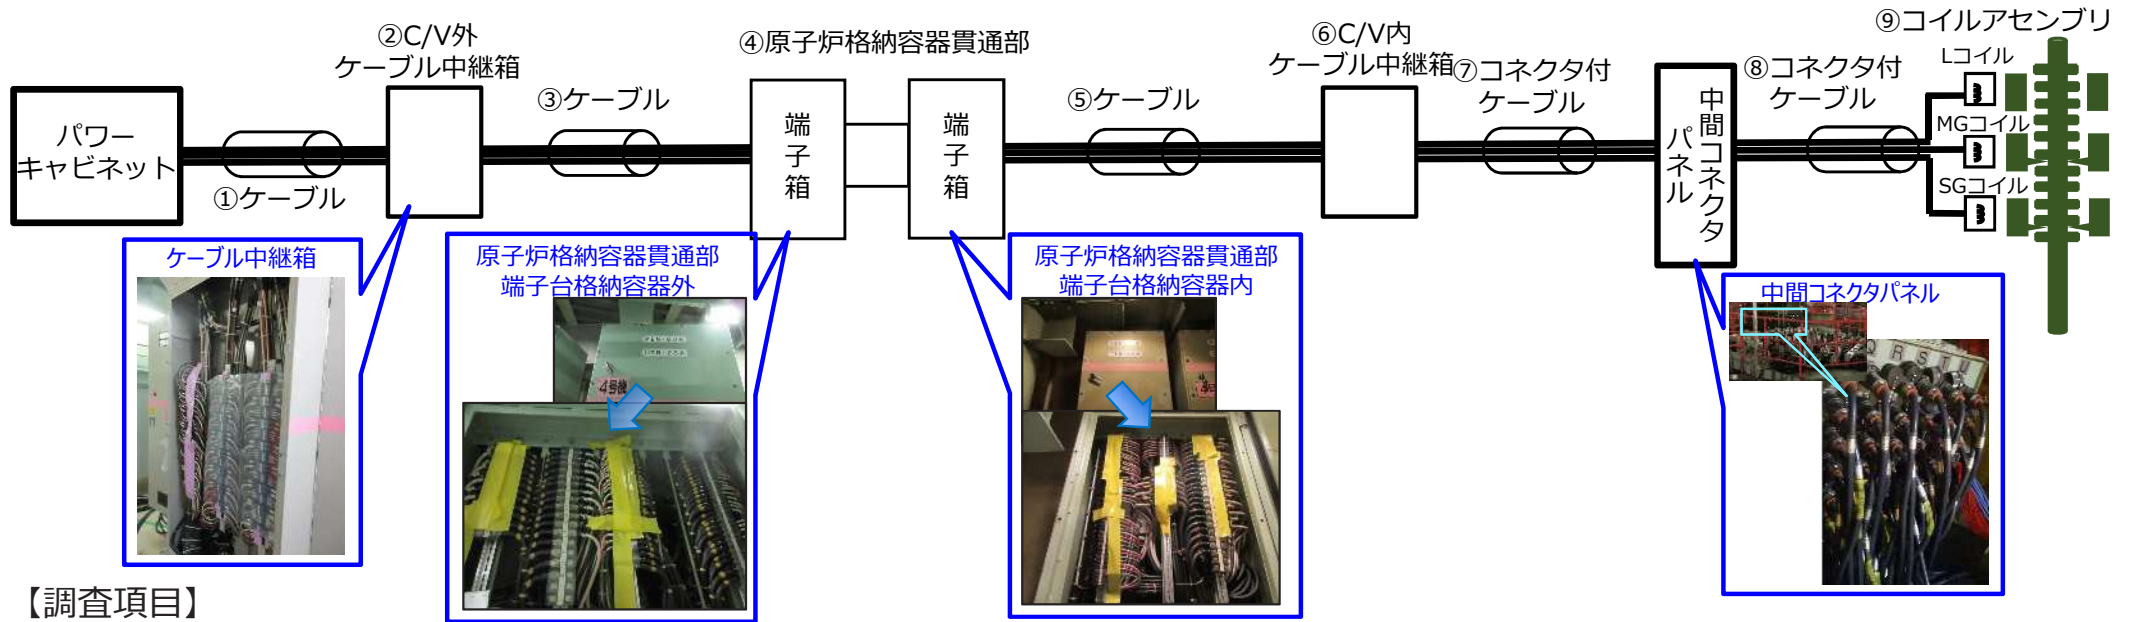 ②C/V外
ケーブル中継箱
④原子炉格納容器貫通部
⑥C/V内
ケーブル中継箱
⑦コネクタ付
ケーブル
⑧コネクタ付
ケーブル
⑨コイルアセンブリ
Lコイル
MGコイル
SGコイル
パワー
キャビネット
①ケーブル
③ケーブル
端子箱
端子箱
⑤ケーブル
中間コネクタ
パネル
ケーブル中継箱
原子炉格納容器貫通部
端子台格納容器外
4号機
原子炉格納容器貫通部
端子台格納容器内
中間コネクタパネル
Q R S T U
【調査項目】